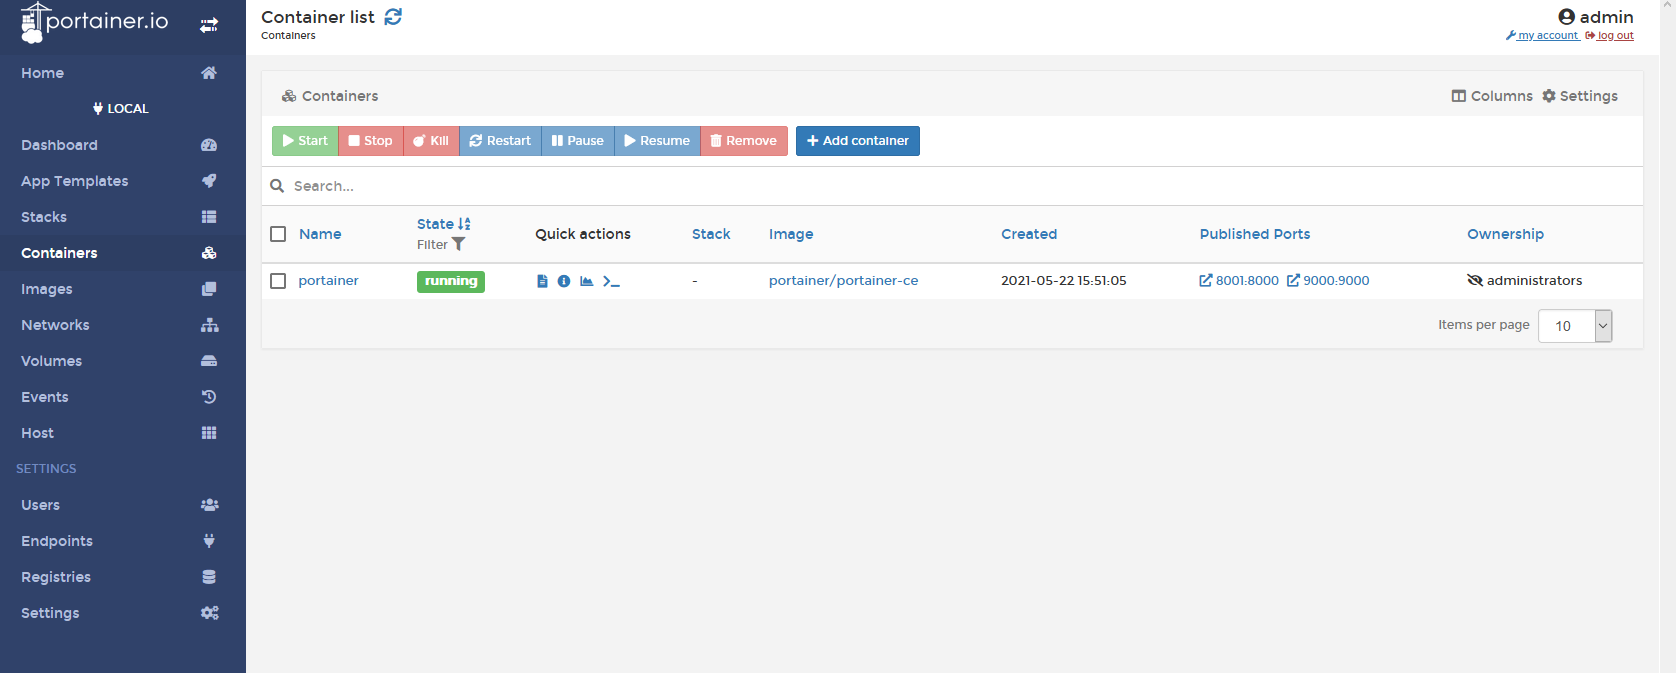 portainer.io
Home
LOCAL
Dashboard
App Templates
Stacks
Containers
Images
Networks
Volumes
Events
Host
SETTINGS
Users
Endpoints
Registries
Settings
Container list
Containers
admin
my account log out
Containers
Columns Settings
Start Stop Kill Restart Pause Resume Remove Add container
Search...
Name State Filter Quick actions Stack Image Created Published Ports Ownership
portainer running - portainer/portainer-ce 2021-05-22 15:51:05 8001:8000 9000:9000 administrators
Items per page 10